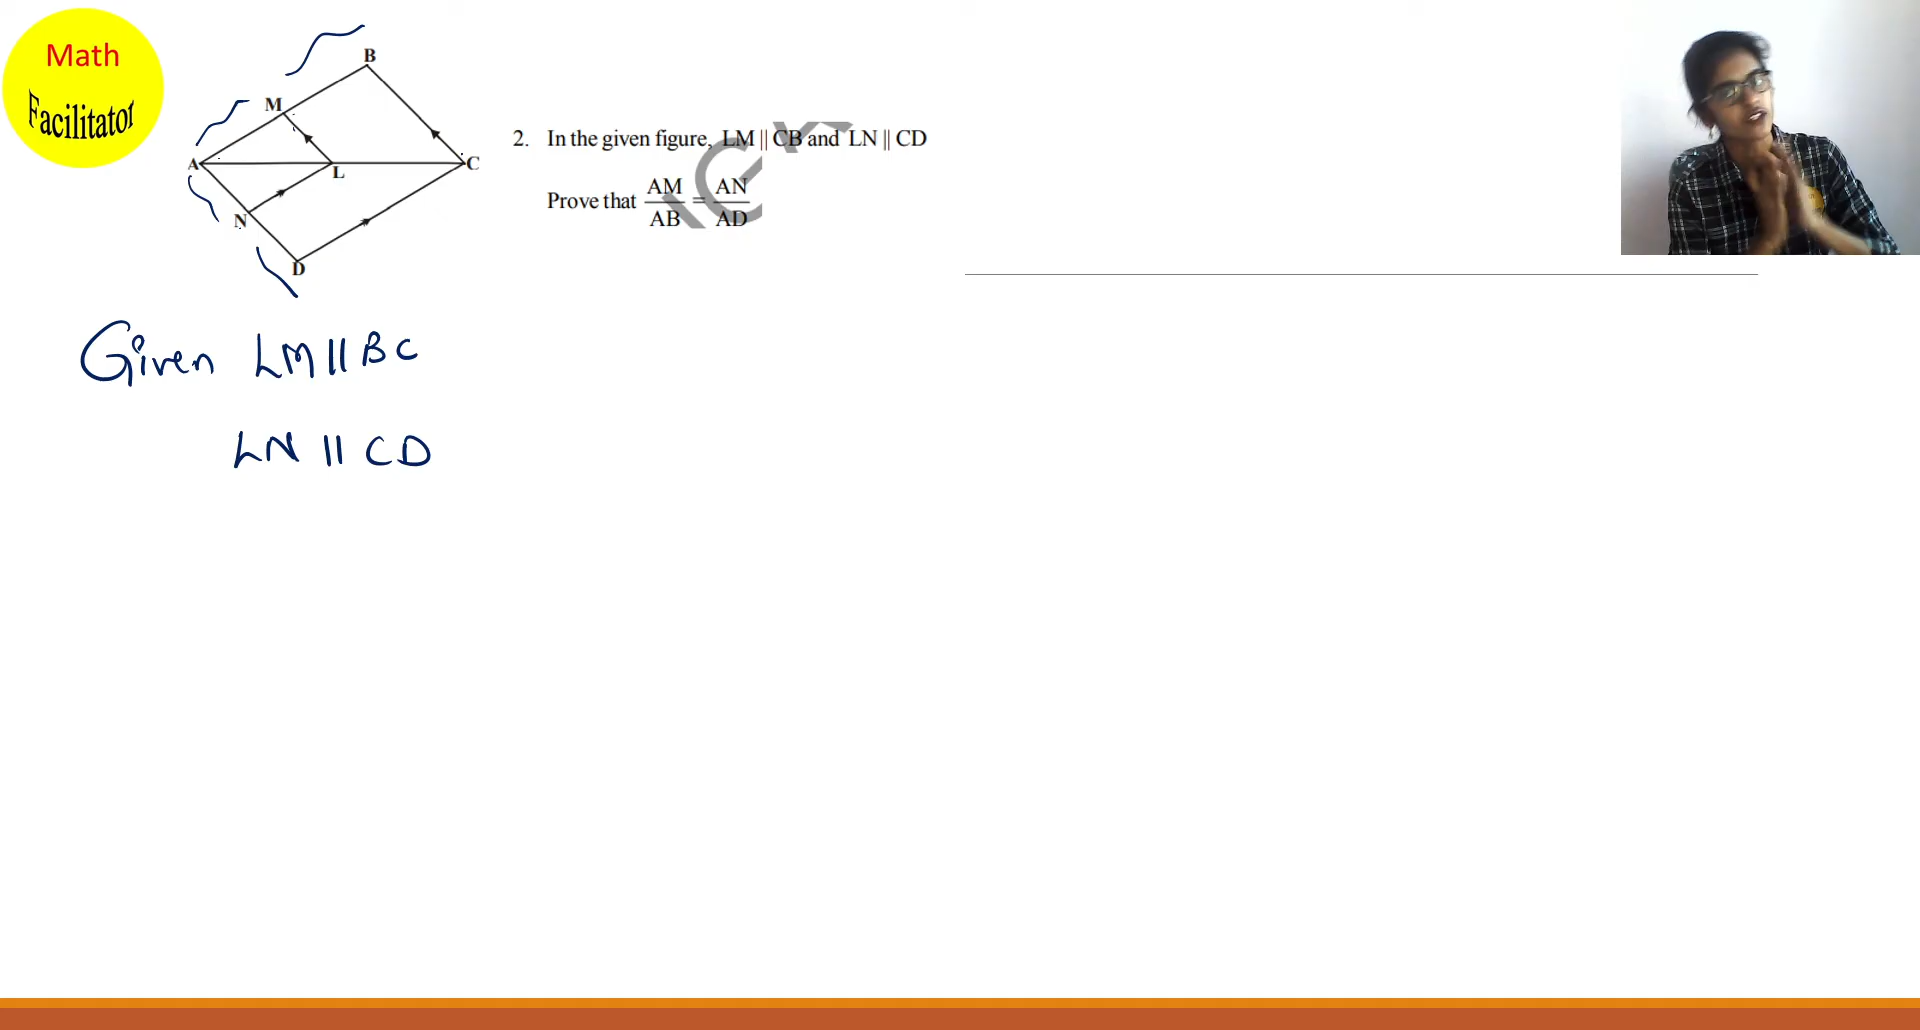 Math
Facilitator
B
M
A
L
C
N
D
2. In the given figure, LM || CB and LN || CD
Prove that AM/AB = AN/AD
Given LM || BC
LN || CD